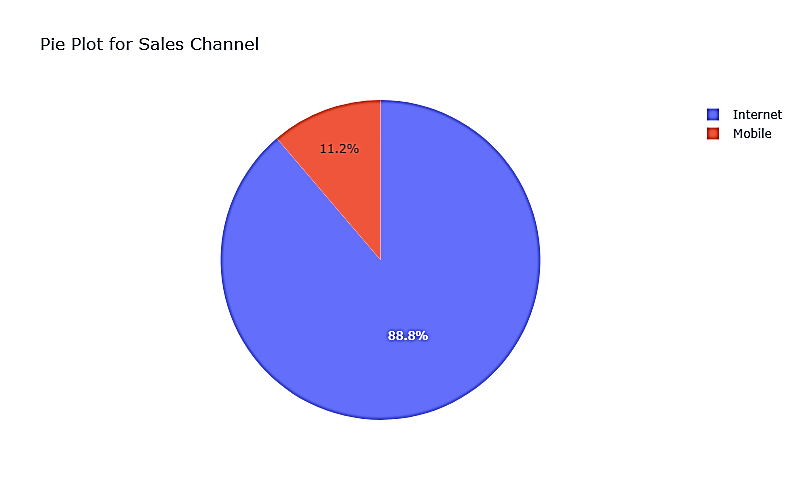 Pie Plot for Sales Channel
Internet
Mobile
11.2%
88.8%